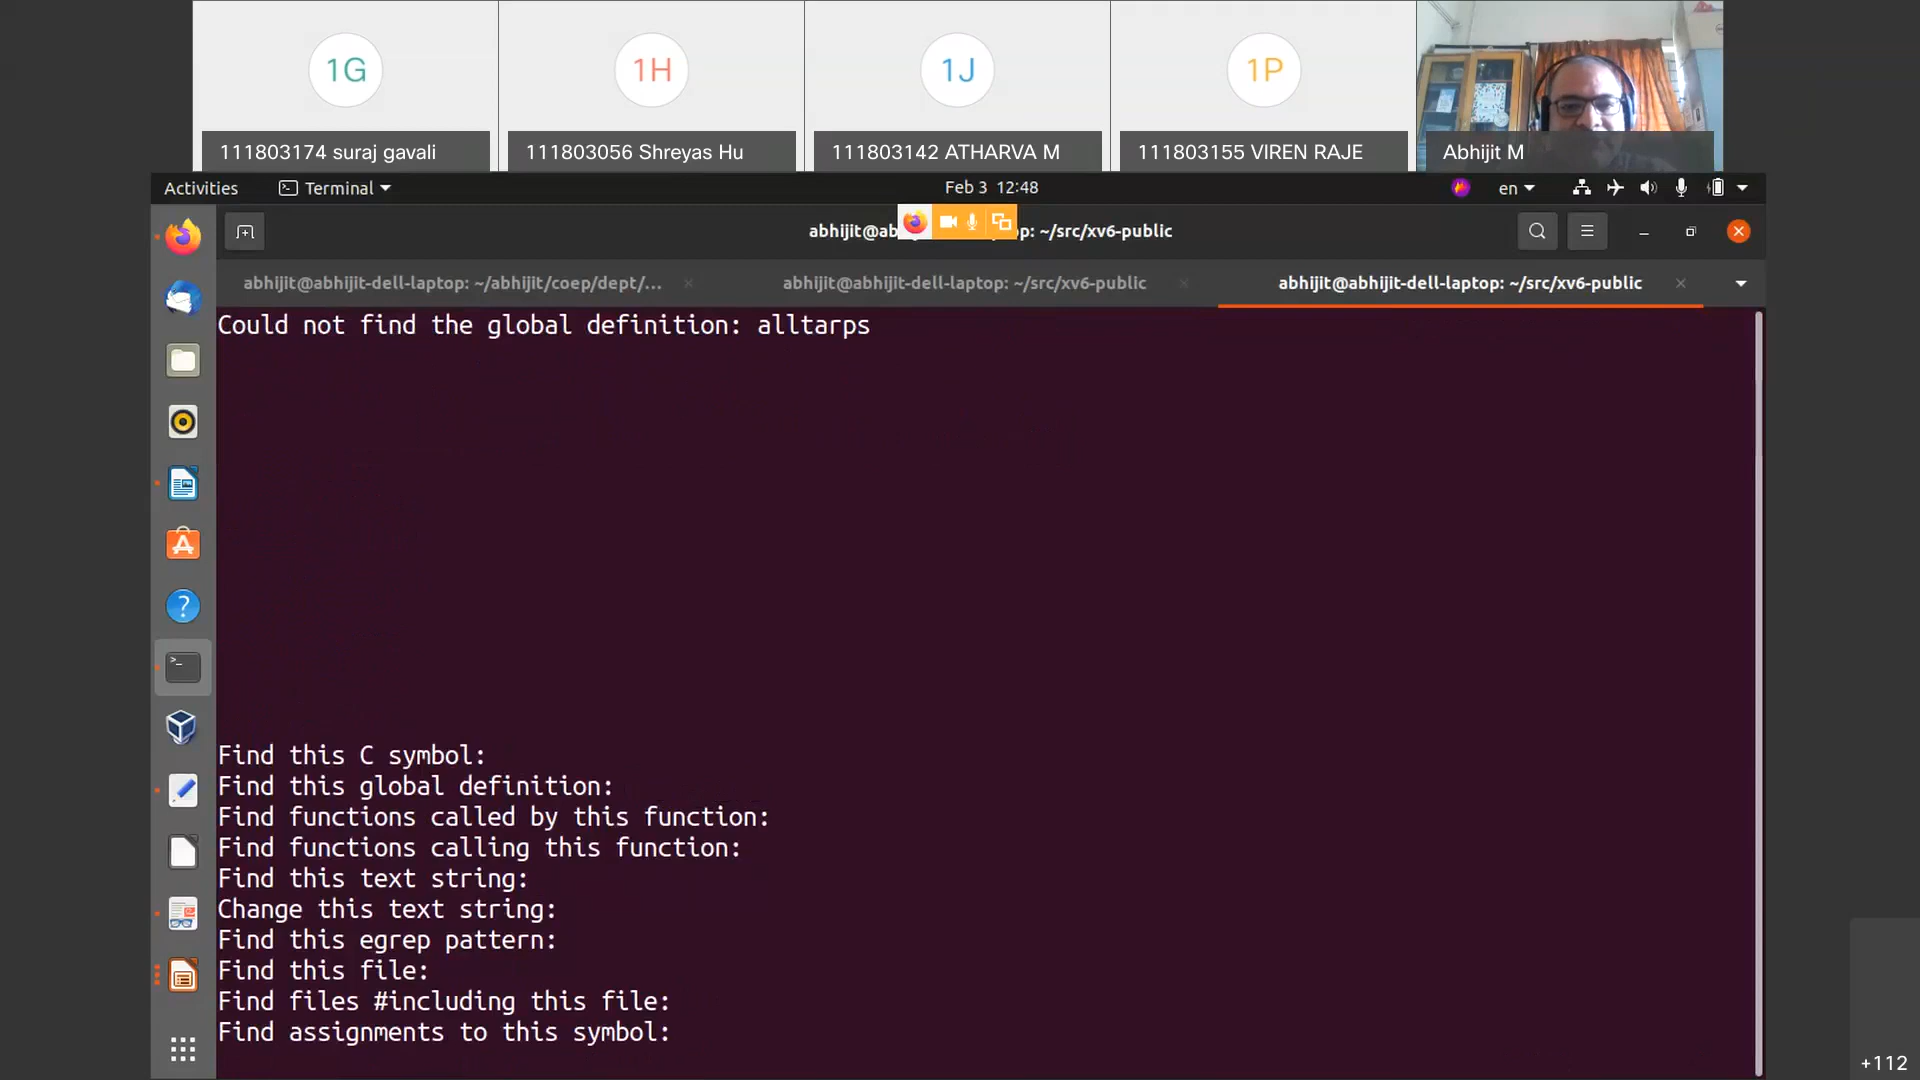 1G
1H
1J
1P
111803174 suraj gavali
111803056 Shreyas Hu
111803142 ATHARVA M
111803155 VIREN RAJE
Abhijit M
Activities
Terminal
Feb 3 12:48
en
abhijit@ab
op: ~/src/xv6-public
abhijit@abhijit-dell-laptop: ~/abhijit/coep/dept/...
abhijit@abhijit-dell-laptop: ~/src/xv6-public
abhijit@abhijit-dell-laptop: ~/src/xv6-public
Could not find the global definition: alltarps
Find this C symbol:
Find this global definition:
Find functions called by this function:
Find functions calling this function:
Find this text string:
Change this text string:
Find this egrep pattern:
Find this file:
Find files #including this file:
Find assignments to this symbol:
+112